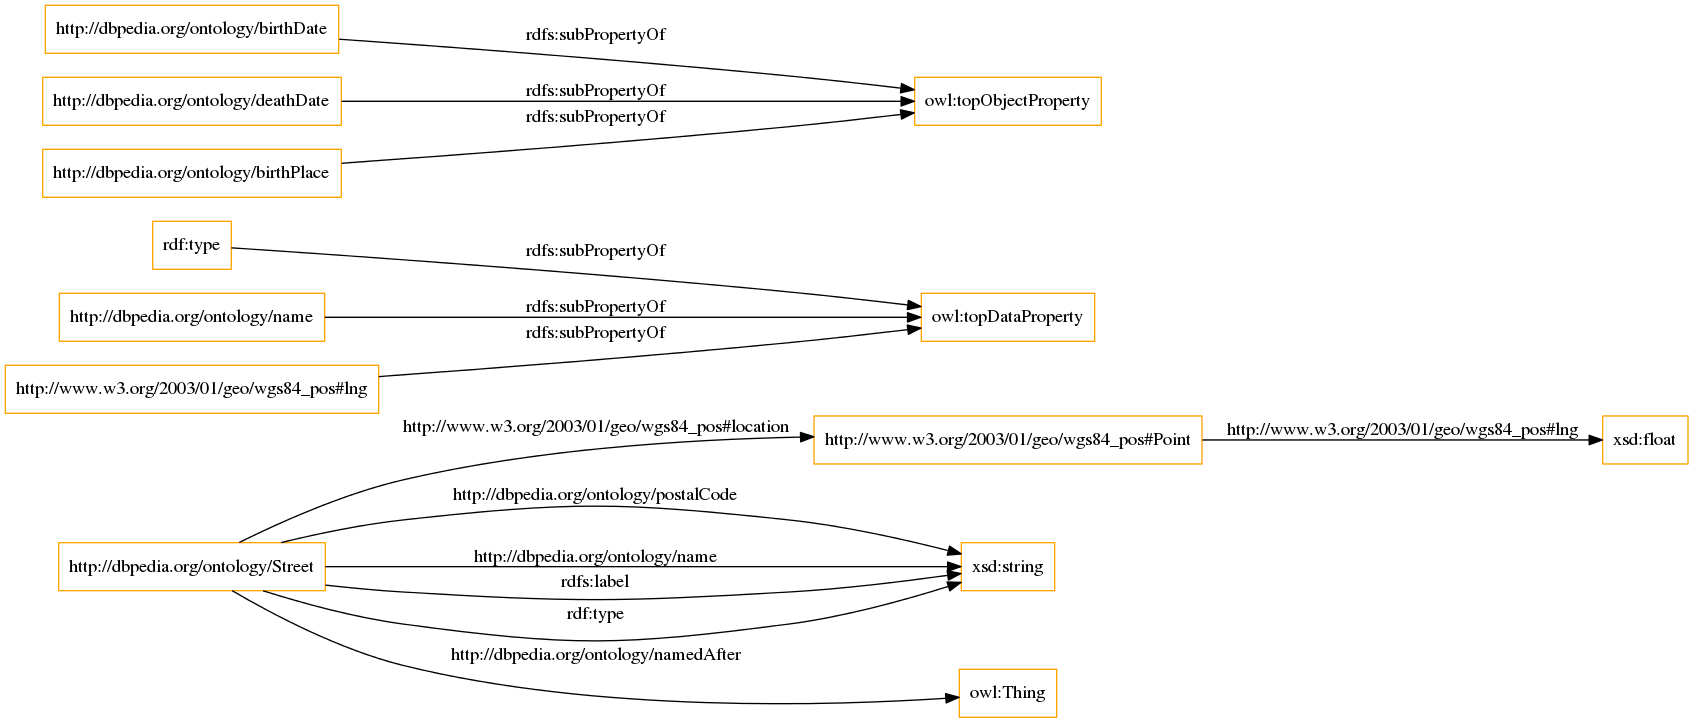 http://dbpedia.org/ontology/birthDate
rdfs:subPropertyOf
http://dbpedia.org/ontology/deathDate
rdfs:subPropertyOf
owl:topObjectProperty
rdfs:subPropertyOf
http://dbpedia.org/ontology/birthPlace
rdf:type
rdfs:subPropertyOf
http://dbpedia.org/ontology/name
rdfs:subPropertyOf
owl:topDataProperty
rdfs:subPropertyOf
http://www.w3.org/2003/01/geo/wgs84_pos#lng
http://www.w3.org/2003/01/geo/wgs84_pos#location
http://www.w3.org/2003/01/geo/wgs84_pos#Point
http://www.w3.org/2003/01/geo/wgs84_pos#lng
xsd:float
http://dbpedia.org/ontology/postalCode
http://dbpedia.org/ontology/Street
http://dbpedia.org/ontology/name
xsd:string
rdfs:label
rdf:type
http://dbpedia.org/ontology/namedAfter
owl:Thing